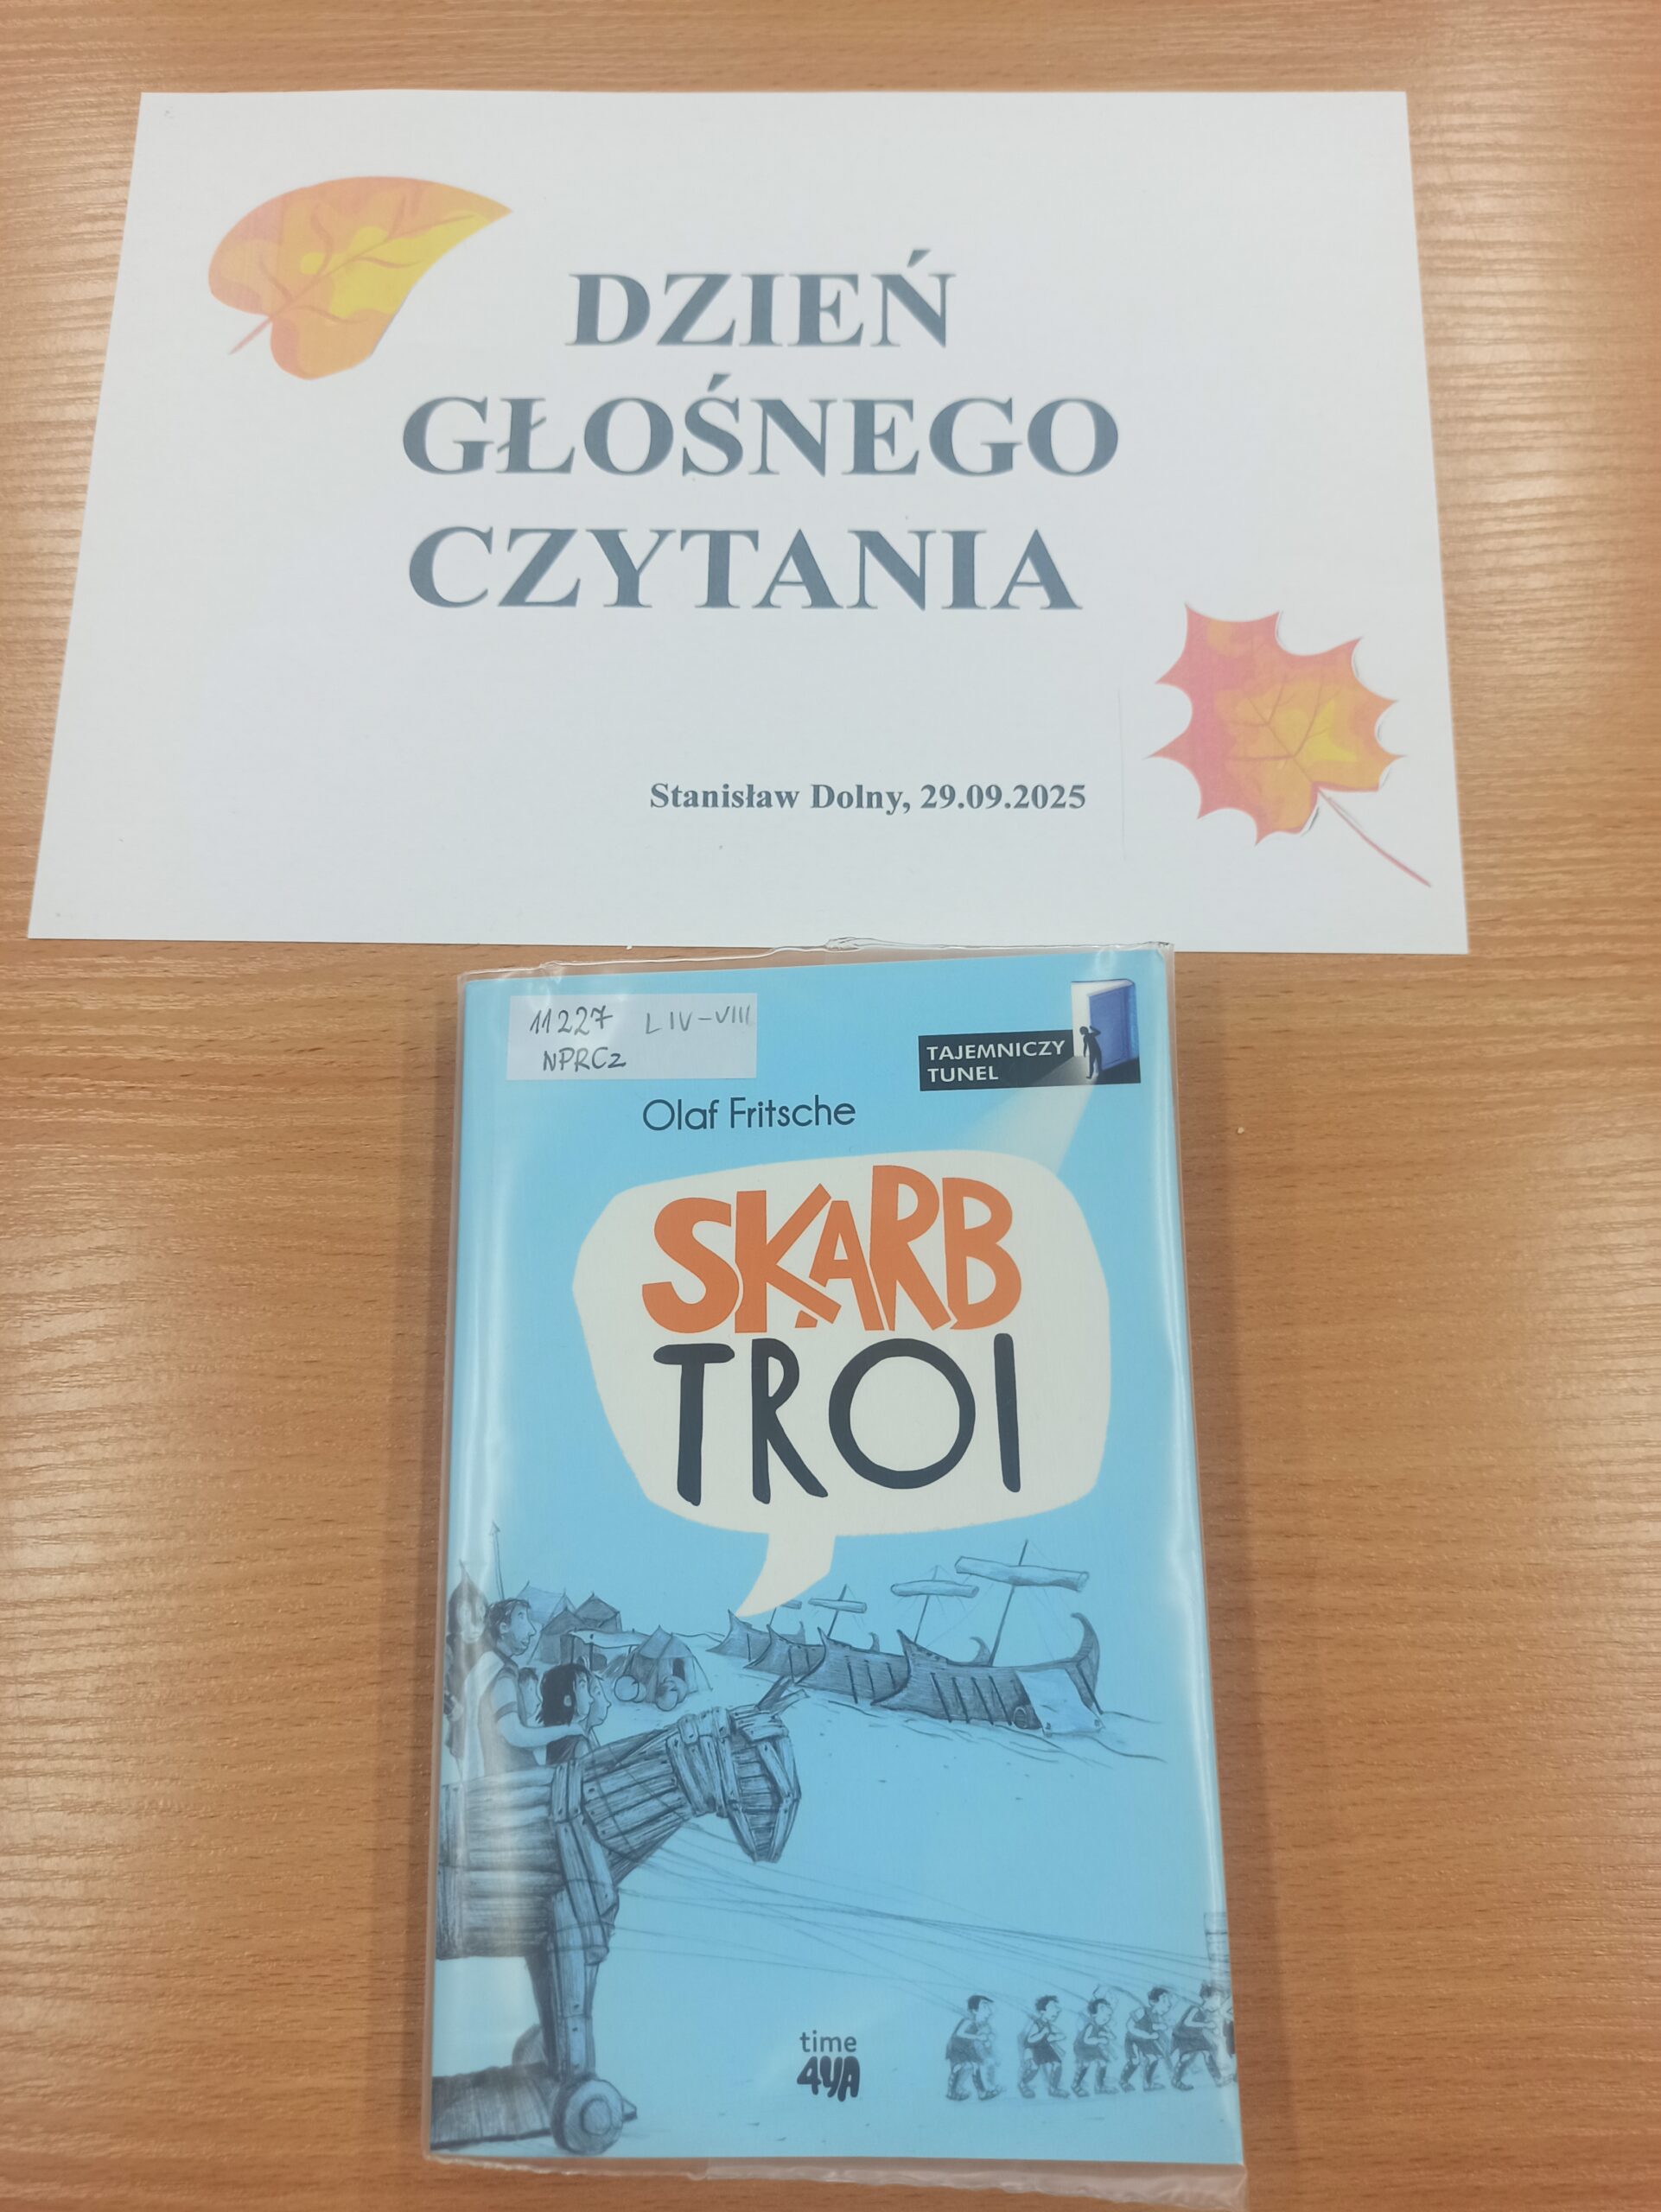 DZIEŃ
GŁOŚNEGO
CZYTANIA
Stanisław Dolny, 29.09.2025
11227 L IV-VIII
NPRCz
TAJEMNICZY
TUNEL
Olaf Fritsche
SKARB
TROI
time
4YA